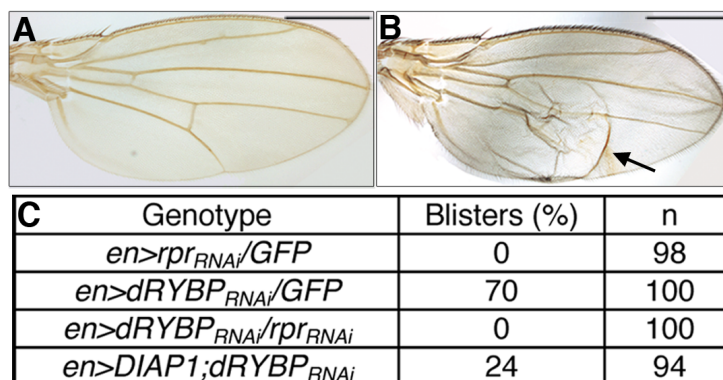 A
B
C Genotype Blisters (%) n
en>rprRNAi/GFP 0 98
en>dRYBPRNAi/GFP 70 100
en>dRYBPRNAi/rprRNAi 0 100
en>DIAP1;dRYBPRNAi 24 94